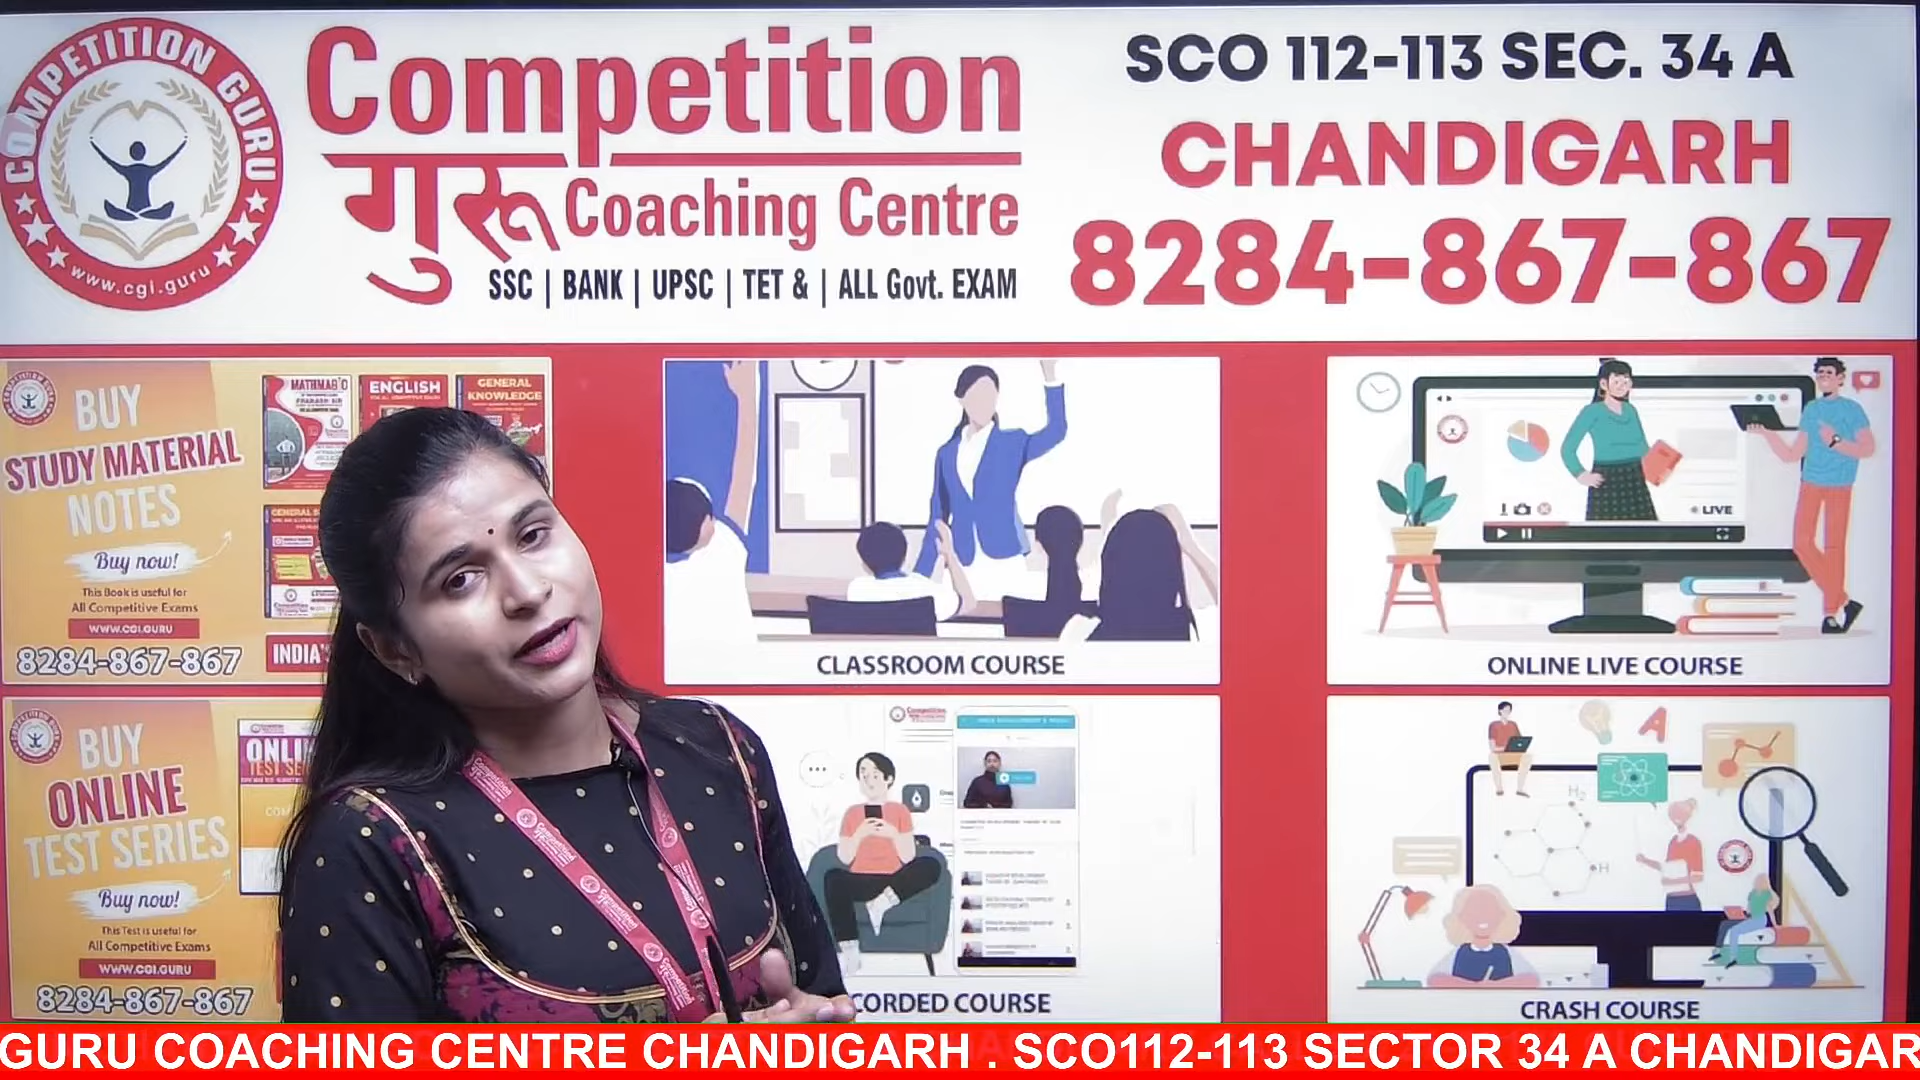 COMPETITION GURU
www.cgi.guru
Competition
गुरू Coaching Centre
SSC | BANK | UPSC | TET & | ALL Govt. EXAM
SCO 112-113 SEC. 34 A
CHANDIGARH
8284-867-867
BUY
STUDY MATERIAL
NOTES
Buy now!
This Book is useful for
All Competitive Exams
WWW.CGI.GURU
8284-867-867
ENGLISH
GENERAL
KNOWLEDGE
CLASSROOM COURSE
LIVE
ONLINE LIVE COURSE
BUY
ONLINE
TEST SERIES
Buy now!
This Test is useful for
All Competitive Exams
WWW.CGI.GURU
8284-867-867
CORDED COURSE
H₂
H
CRASH COURSE
GURU COACHING CENTRE CHANDIGARH . SCO112-113 SECTOR 34 A CHANDIGAR